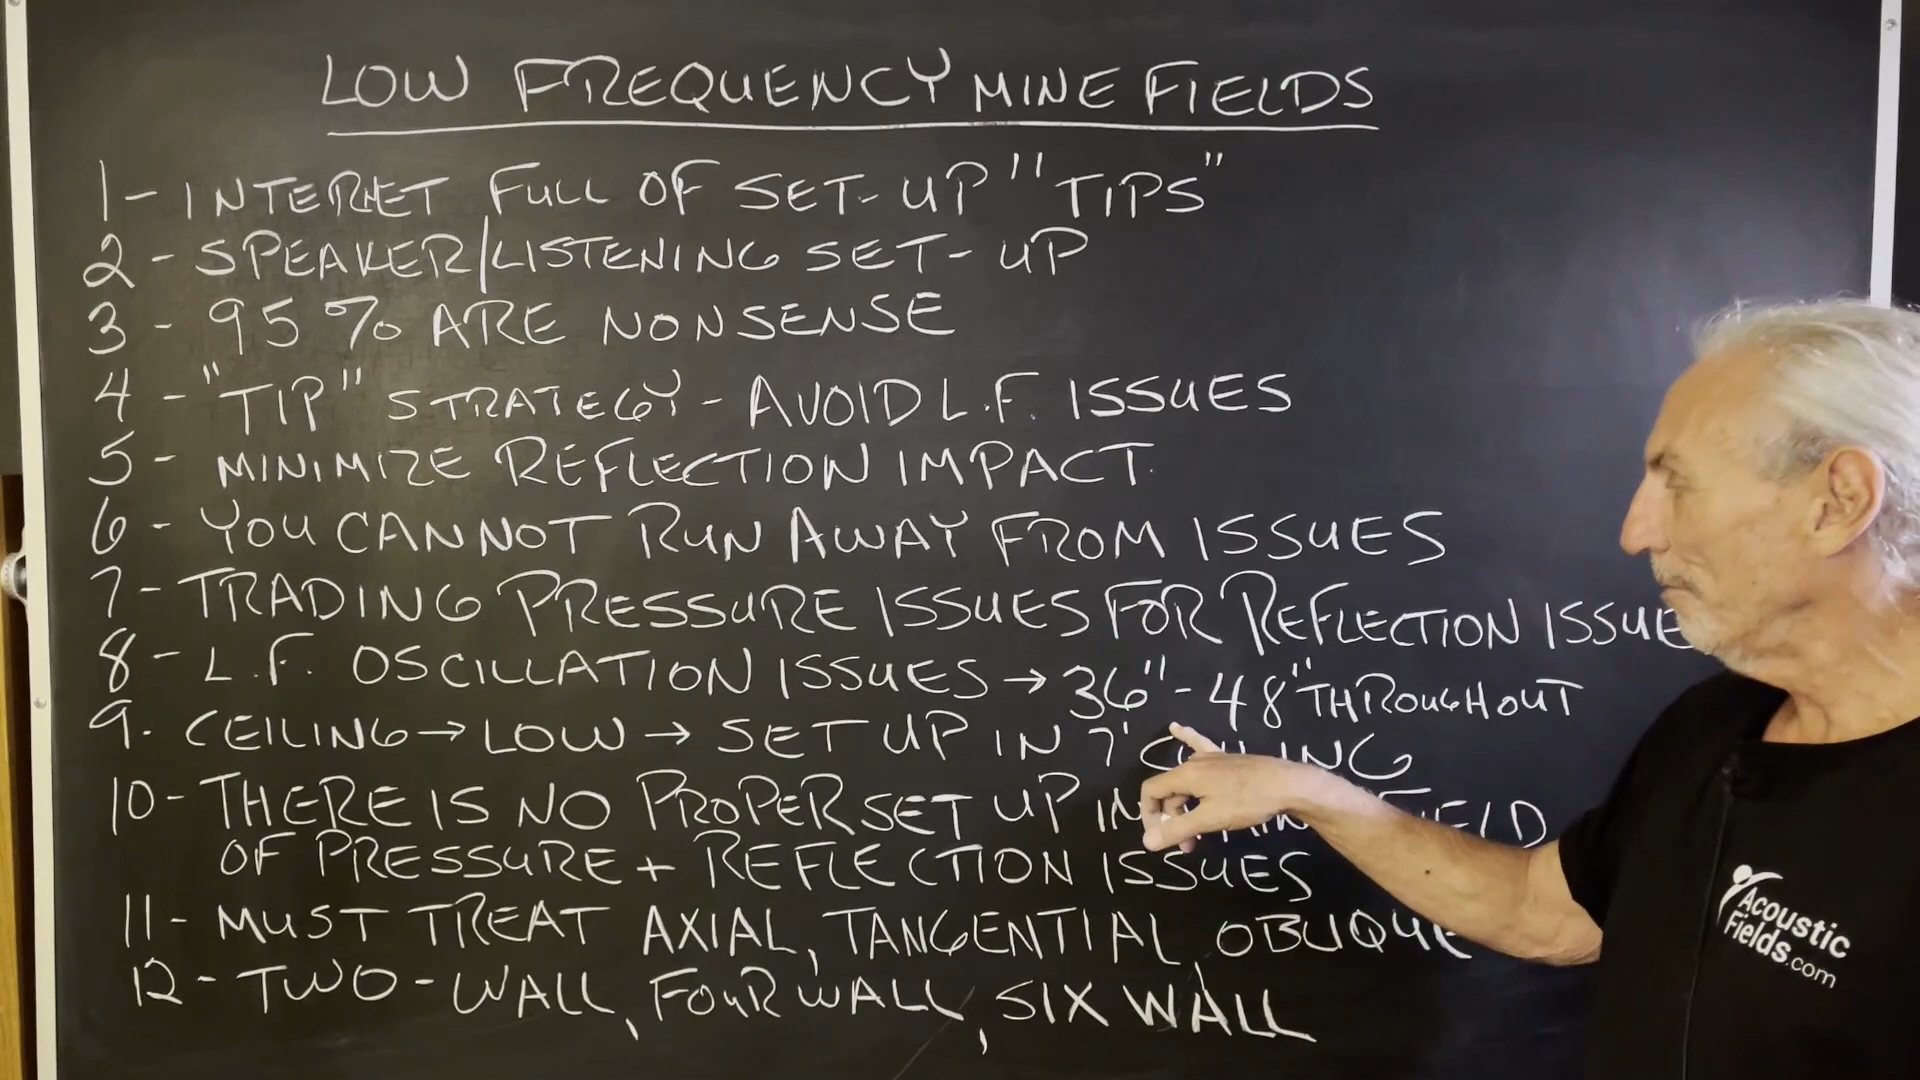 LOW FREQUENCY MINE FIELDS
1- INTERNET FULL OF SET-UP "TIPS"
2- SPEAKER/LISTENING SET-UP
3- 95% ARE NONSENSE
4- "TIP" STRATEGY - AVOID L.F. ISSUES
5- MINIMIZE REFLECTION IMPACT.
6- YOU CANNOT RUN AWAY FROM ISSUES
7- TRADING PRESSURE ISSUES FOR REFLECTION ISSUE
8- L.F. OSCILLATION ISSUES → 36"-48" THROUGHOUT
9. CEILING → LOW → SET UP IN 7' CEILING
10- THERE IS NO PROPER SET UP IN FIELD
OF PRESSURE + REFLECTION ISSUES
11- MUST TREAT AXIAL, TANGENTIAL, OBLIQUE
12- TWO-WALL, FOUR WALL, SIX WALL
Acoustic
Fields.com